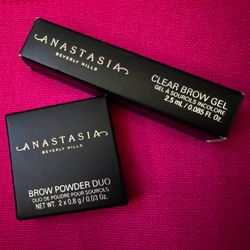 ANASTASIA
BEVERLY HILLS
CLEAR BROW GEL
GEL À SOURCILS INCOLORE
2.5 mL / 0.085 Fl. Oz.
ANASTASIA
BEVERLY HILLS
BROW POWDER DUO
DUO DE POUDRE POUR SOURCILS
NET WT. 2 x 0.8 g / 0.03 Oz.